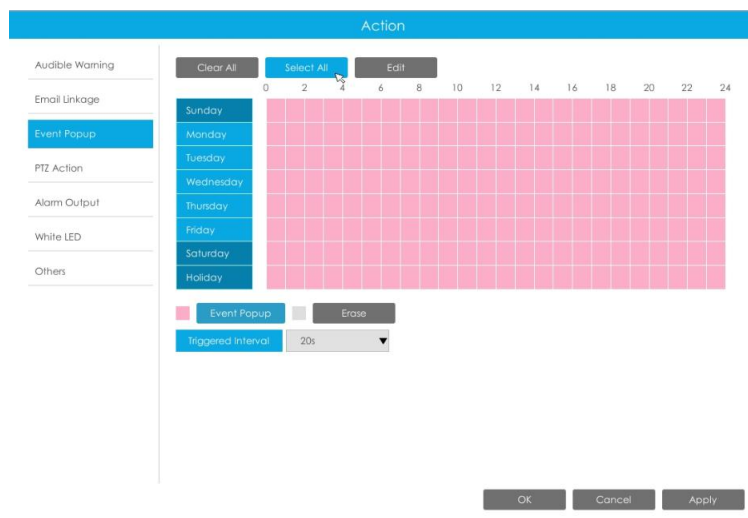 Action
Audible Warning
Email Linkage
Event Popup
PTZ Action
Alarm Output
White LED
Others
Clear All Select All Edit
0 2 4 6 8 10 12 14 16 18 20 22 24
Sunday
Monday
Tuesday
Wednesday
Thursday
Friday
Saturday
Holiday
Event Popup Erase
Triggered Interval 20s
OK Cancel Apply